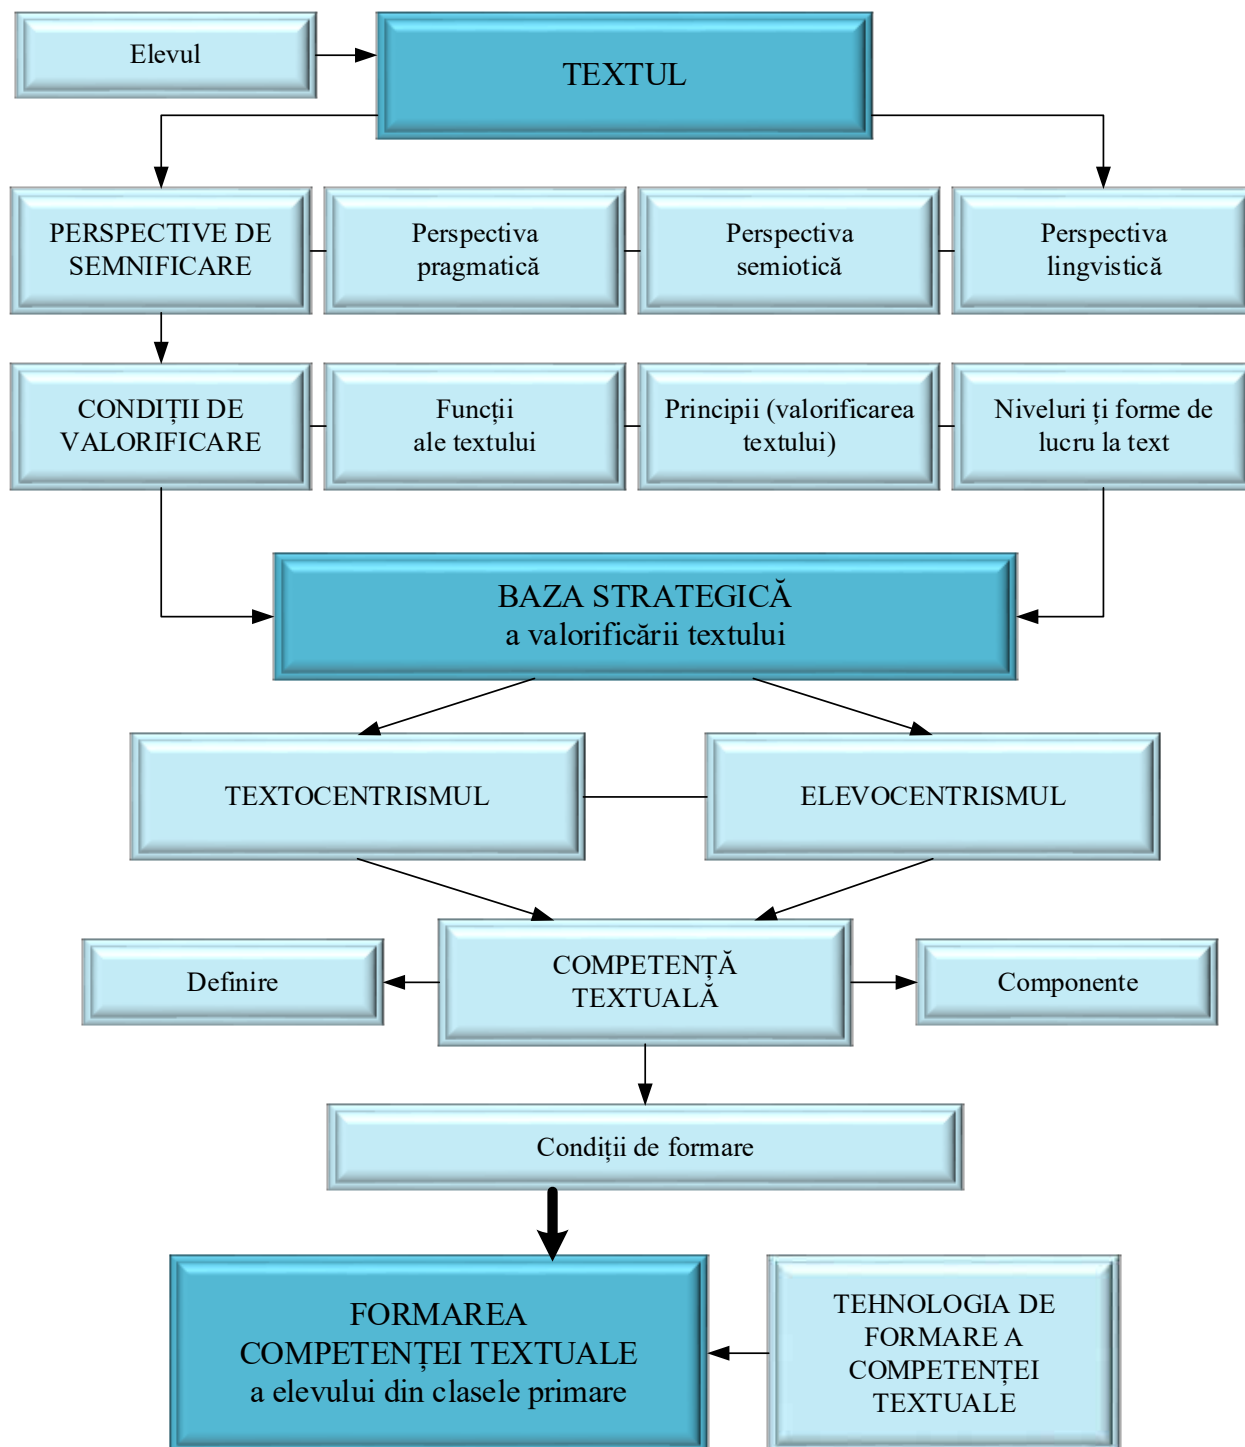 Elevul
TEXTUL
PERSPECTIVE DE
SEMNIFICARE
Perspectiva
pragmatică
Perspectiva
semiotică
Perspectiva
lingvistică
CONDIȚII DE
VALORIFICARE
Funcții
ale textului
Principii (valorificarea
textului)
Niveluri ți forme de
lucru la text
BAZA STRATEGICĂ
a valorificării textului
TEXTOCENTRISMUL
ELEVOCENTRISMUL
Definire
COMPETENȚĂ
TEXTUALĂ
Componente
Condiții de formare
FORMAREA
COMPETENȚEI TEXTUALE
a elevului din clasele primare
TEHNOLOGIA DE
FORMARE A
COMPETENȚEI
TEXTUALE